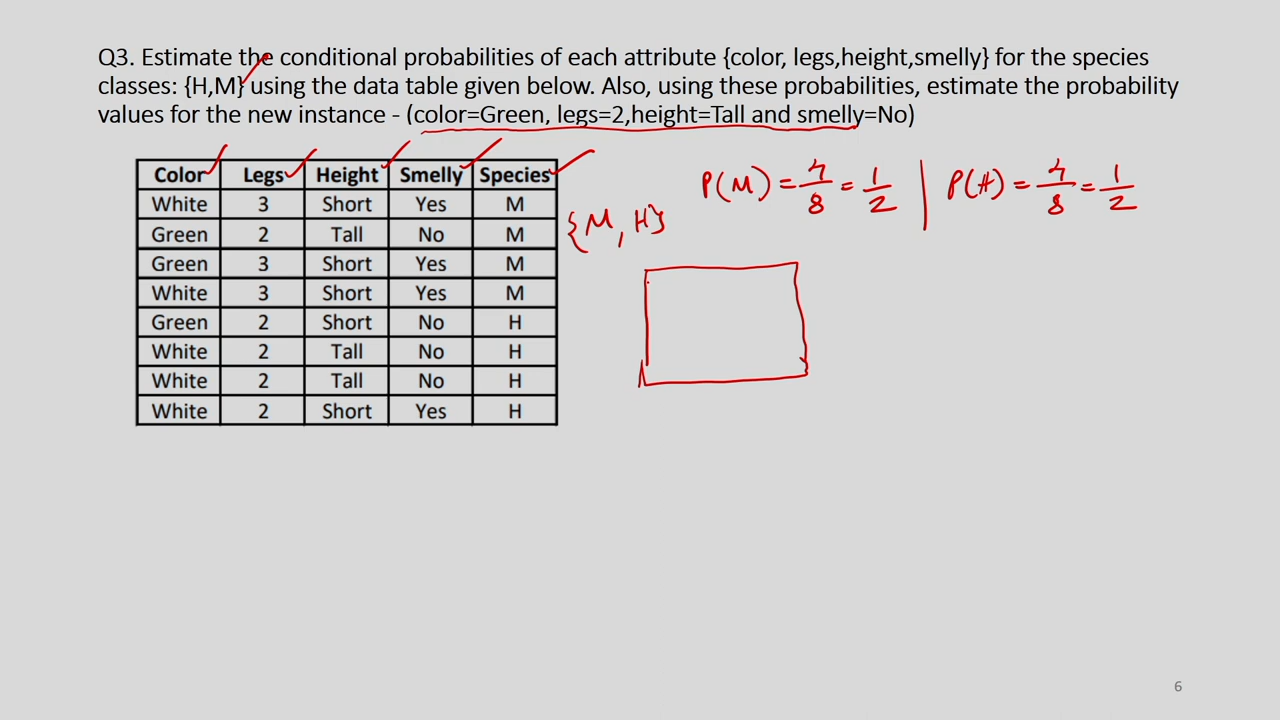 Q3. Estimate the conditional probabilities of each attribute {color, legs,height,smelly} for the species
classes: {H,M} using the data table given below. Also, using these probabilities, estimate the probability
values for the new instance - (color=Green, legs=2,height=Tall and smelly=No)
Color Legs Height Smelly Species
White 3 Short Yes M
Green 2 Tall No M
Green 3 Short Yes M
White 3 Short Yes M
Green 2 Short No H
White 2 Tall No H
White 2 Tall No H
White 2 Short Yes H
{M, H}
P(M) = 4/8 = 1/2 | P(H) = 4/8 = 1/2
6